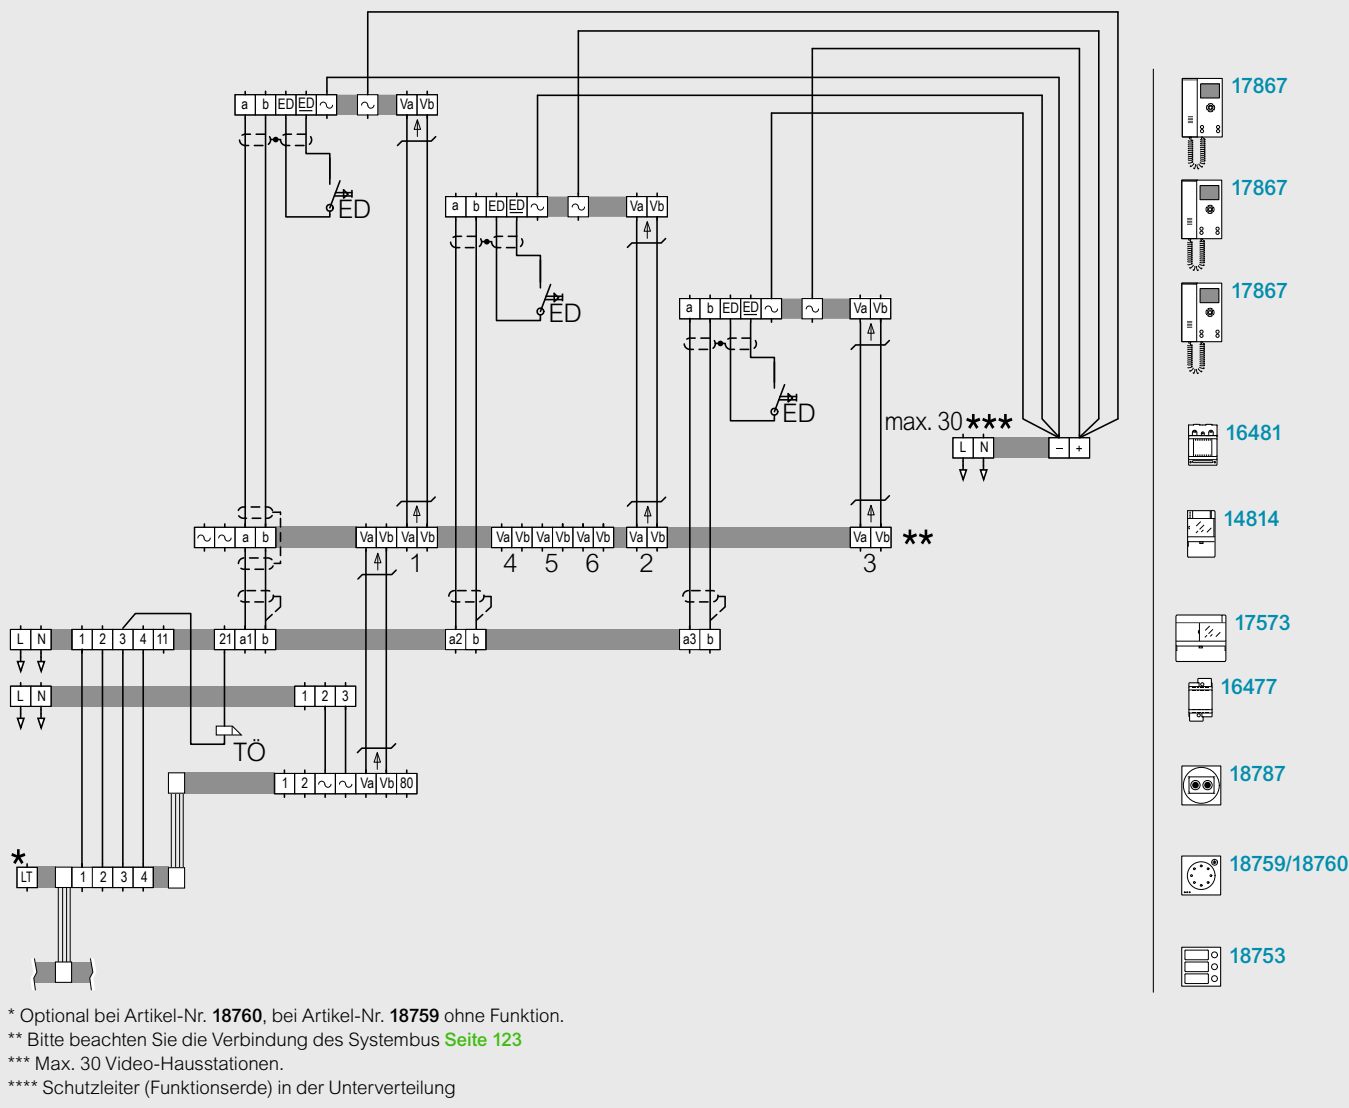 a b ED ED ~ ~ Va Vb
17867
ED
a b ED ED ~ ~ Va Vb
17867
ED
a b ED ED ~ ~ Va Vb
17867
ED
max. 30 ***
L N − +
16481
~ ~ a b Va Vb Va Vb Va Vb Va Vb Va Vb Va Vb Va Vb **
14814
1 4 5 6 2 3
L N 1 2 3 4 11 21 a1 b a2 b a3 b
17573
L N 1 2 3
16477
TÖ
1 2 ~ ~ Va Vb 80
18787
*
LT 1 2 3 4
18759/18760
18753
* Optional bei Artikel-Nr. 18760, bei Artikel-Nr. 18759 ohne Funktion.
** Bitte beachten Sie die Verbindung des Systembus Seite 123
*** Max. 30 Video-Hausstationen.
**** Schutzleiter (Funktionserde) in der Unterverteilung